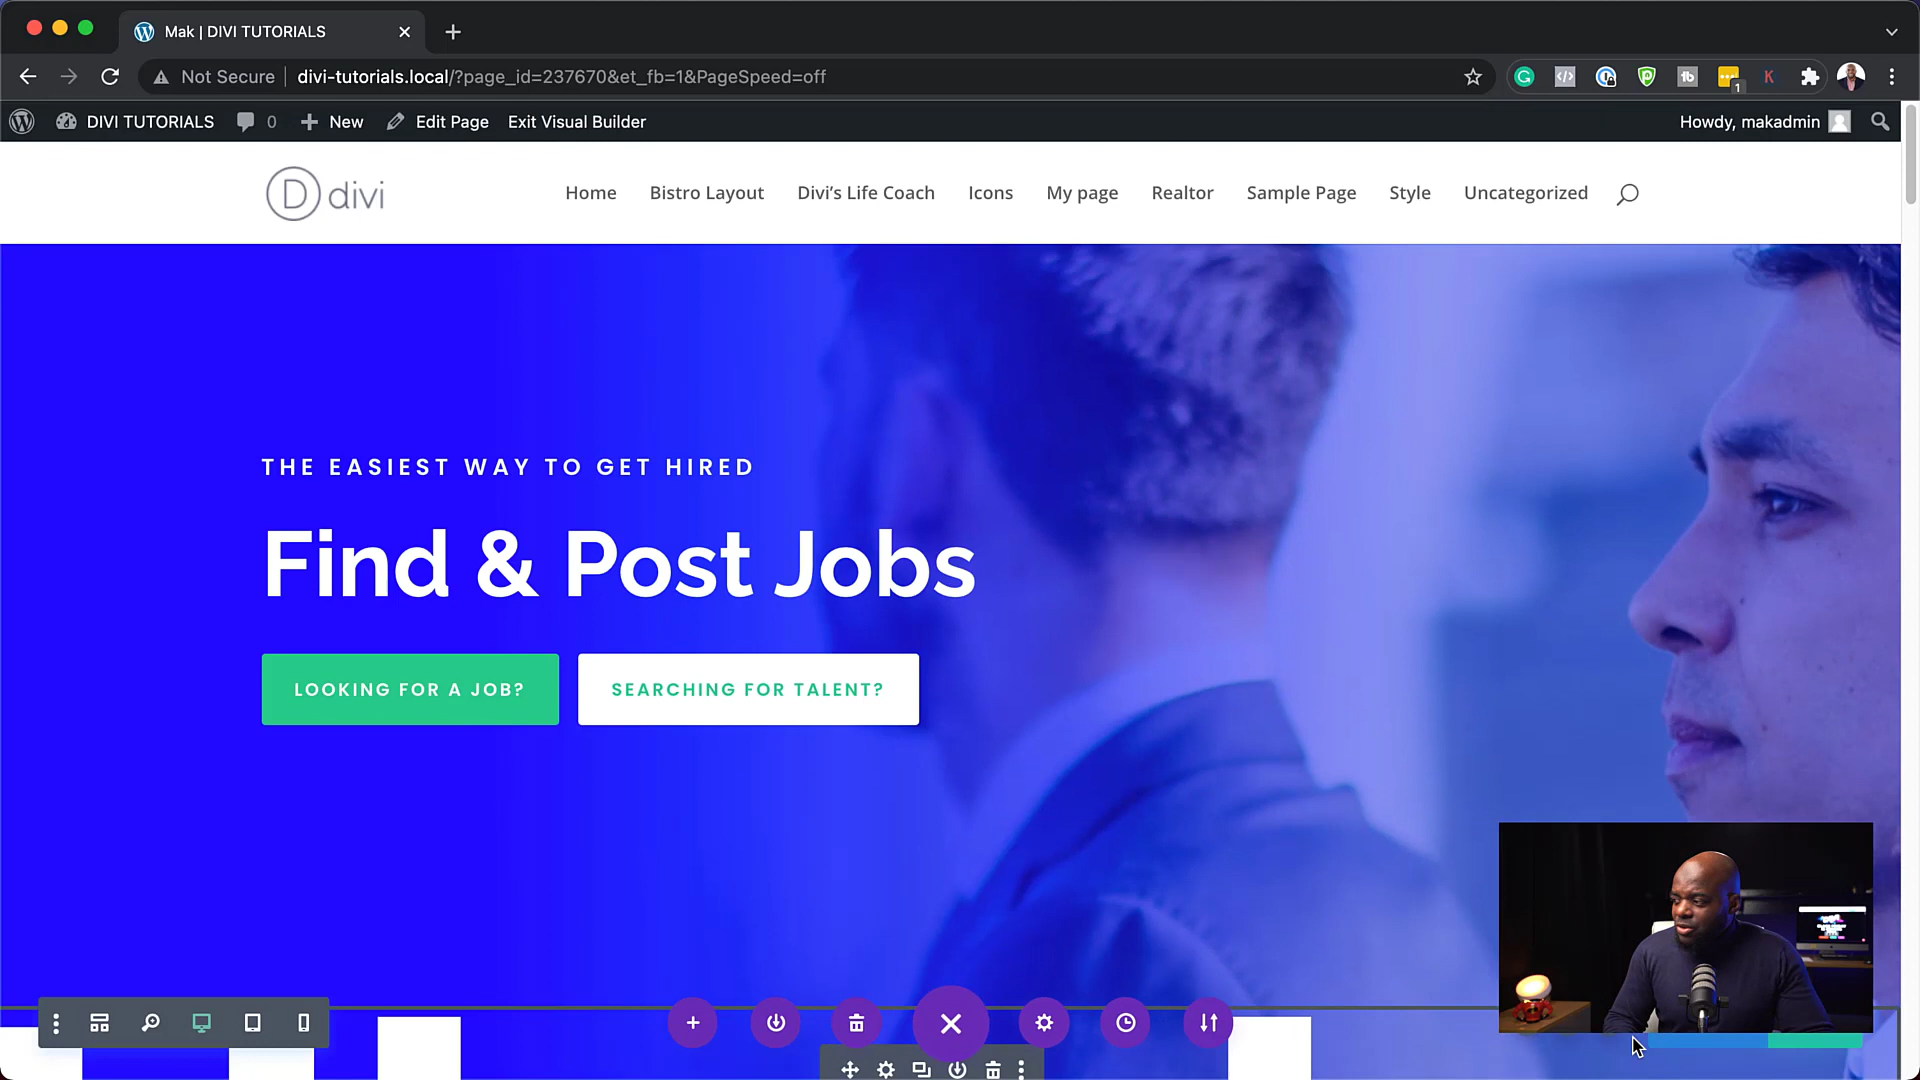 Mak | DIVI TUTORIALS
Not Secure divi-tutorials.local/?page_id=237670&et_fb=1&PageSpeed=off
1
DIVI TUTORIALS 0 New Edit Page Exit Visual Builder Howdy, makadmin
D divi Home Bistro Layout Divi’s Life Coach Icons My page Realtor Sample Page Style Uncategorized
THE EASIEST WAY TO GET HIRED
Find & Post Jobs
LOOKING FOR A JOB? SEARCHING FOR TALENT?